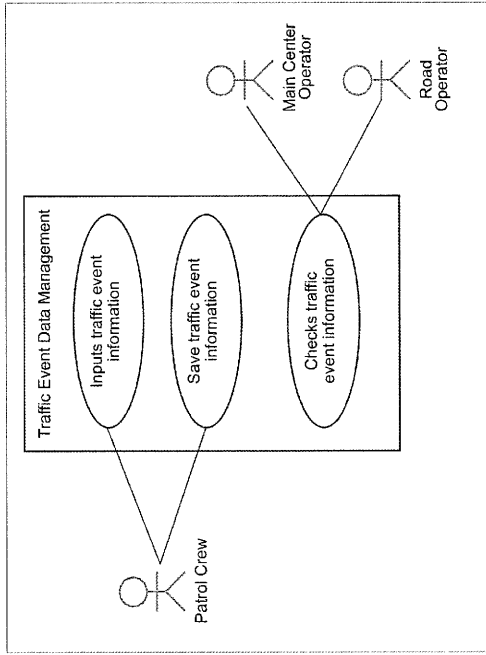 Traffic Event Data Management
Inputs traffic event
information
Save traffic event
information
Checks traffic
event information
Patrol Crew
Main Center
Operator
Road
Operator